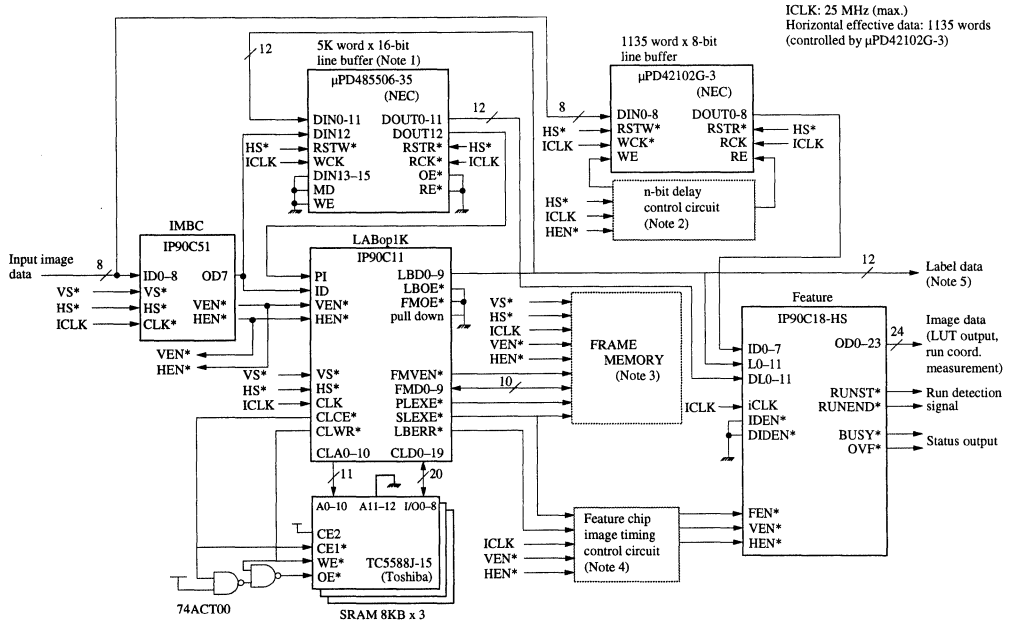 ICLK: 25 MHz (max.)
Horizontal effective data: 1135 words
(controlled by µPD42102G-3)
12
5K word x 16-bit
line buffer (Note 1)
µPD485506-35
(NEC)
DIN0-11
DIN12
RSTW*
WCK
DIN13–15
MD
WE
DOUT0-11
DOUT12
RSTR*
RCK*
OE*
RE*
HS*
ICLK
HS*
ICLK
12
1135 word x 8-bit
line buffer
µPD42102G-3
(NEC)
8
DIN0-8
RSTW*
WCK*
WE
DOUT0-8
RSTR*
RCK
RE
HS*
ICLK
HS*
ICLK
n-bit delay
control circuit
(Note 2)
HS*
ICLK
HEN*
Input image
data
8
IMBC
IP90C51
ID0–8
VS*
HS*
CLK*
OD7
VEN*
HEN*
VS*
HS*
ICLK
VEN*
HEN*
LABop1K
IP90C11
PI
ID
VEN*
HEN*
VS*
HS*
CLK
CLCE*
CLWR*
CLA0–10
LBD0–9
LBOE*
FMOE*
pull down
FMVEN*
FMD0–9
PLEXE*
SLEXE*
LBERR*
CLD0–19
VS*
HS*
ICLK
VS*
HS*
ICLK
VEN*
HEN*
10
FRAME
MEMORY
(Note 3)
12
Label data
(Note 5)
Feature
IP90C18-HS
ID0–7
L0–11
DL0–11
iCLK
IDEN*
DIDEN*
FEN*
VEN*
HEN*
OD0–23
RUNST*
RUNEND*
BUSY*
OVF*
ICLK
24
Image data
(LUT output,
run coord.
measurement)
Run detection
signal
Status output
11
20
A0–10
A11–12
I/O0–8
CE2
CE1*
WE*
OE*
TC5588J-15
(Toshiba)
SRAM 8KB x 3
74ACT00
Feature chip
image timing
control circuit
(Note 4)
ICLK
VEN*
HEN*